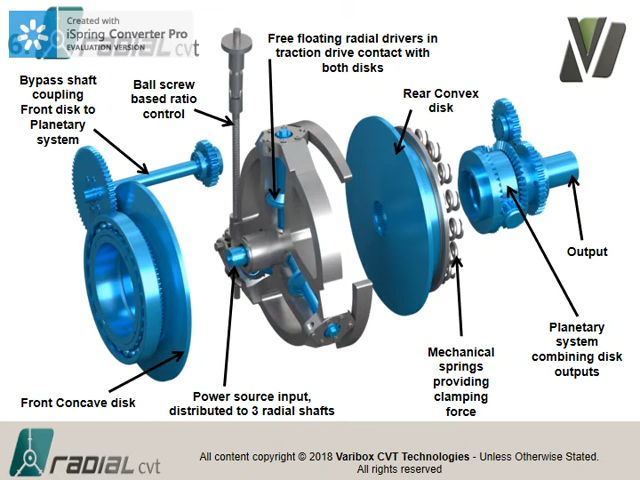 Created with
iSpring Converter Pro
EVALUATION VERSION
6.
RADIAL cvt
Free floating radial drivers in
traction drive contact with
both disks
Bypass shaft
coupling
Front disk to
Planetary
system
Ball screw
based ratio
control
Rear Convex
disk
Output
Planetary
system
combining disk
outputs
Mechanical
springs
providing
clamping
force
Power source input,
distributed to 3 radial shafts
Front Concave disk
RADIAL cvt
All content copyright © 2018 Varibox CVT Technologies - Unless Otherwise Stated.
All rights reserved